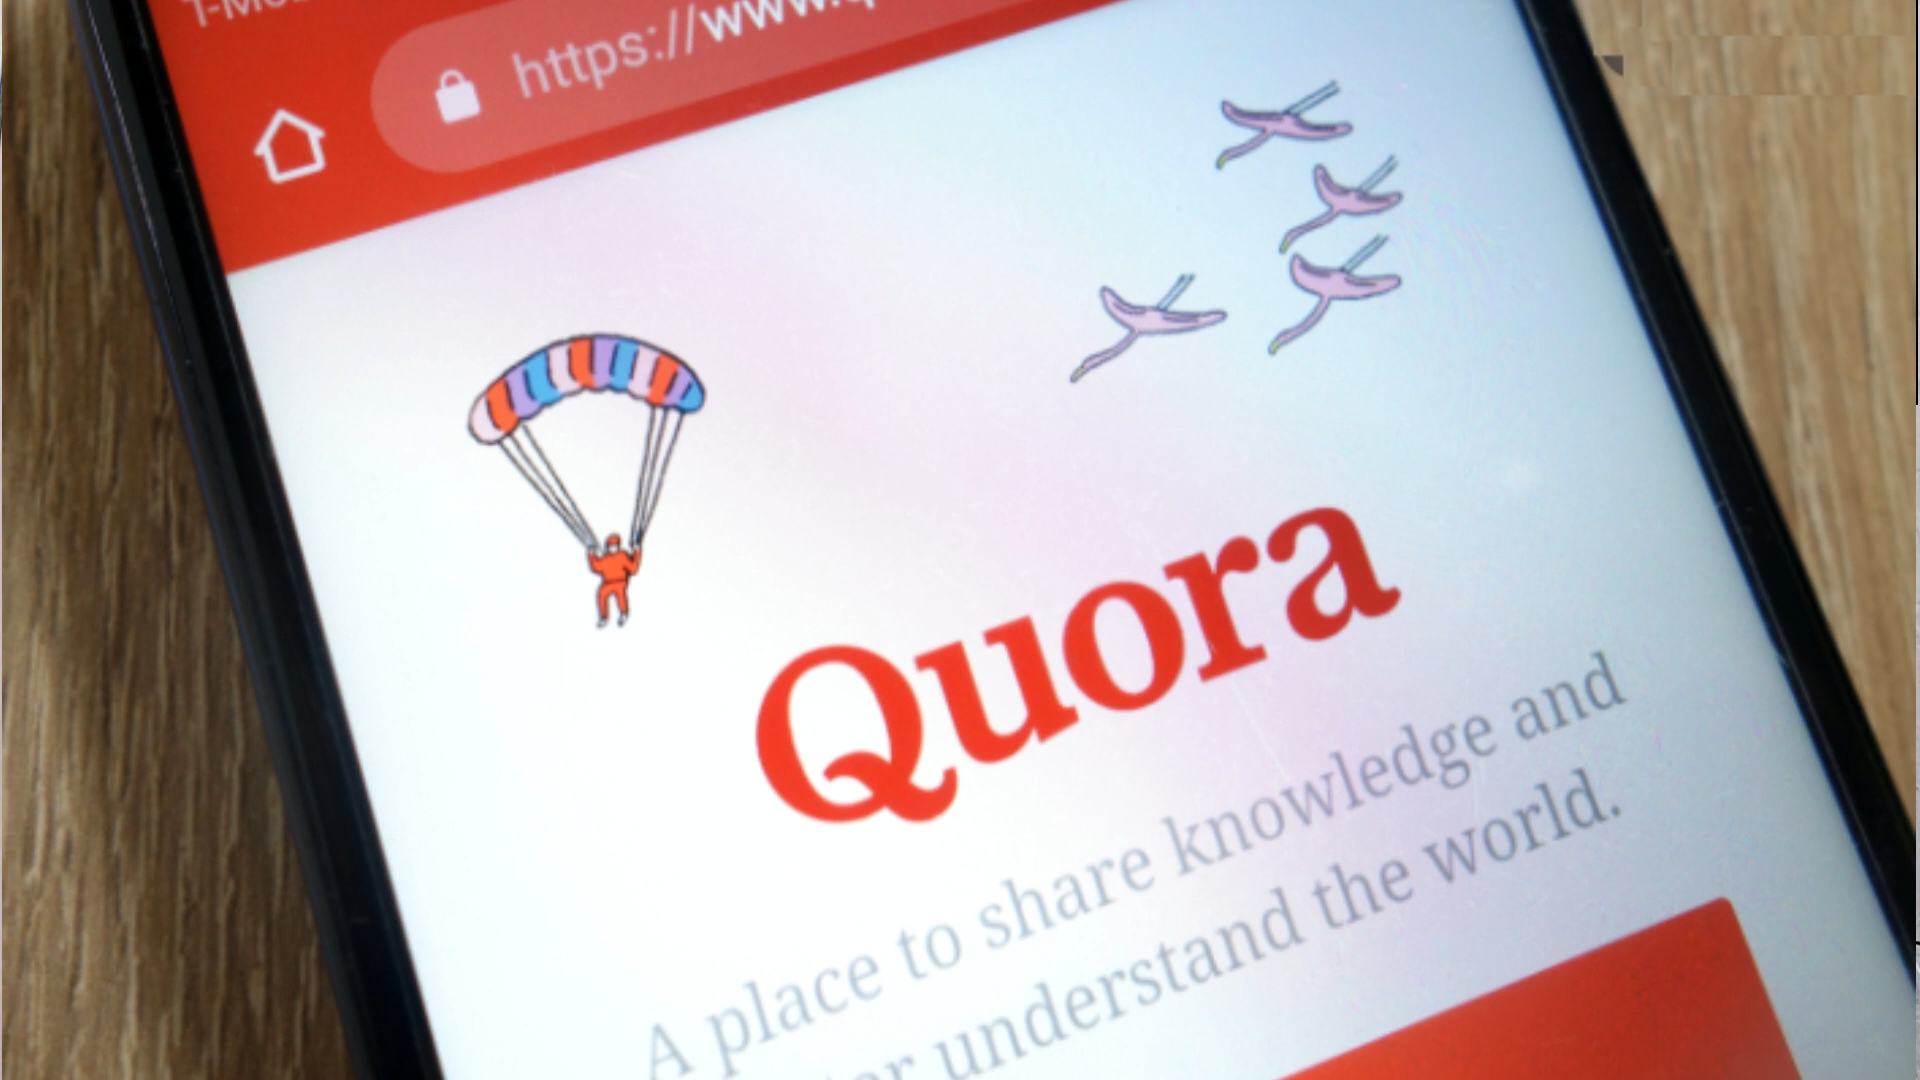 https://www.
Quora
A place to share knowledge and
understand the world.